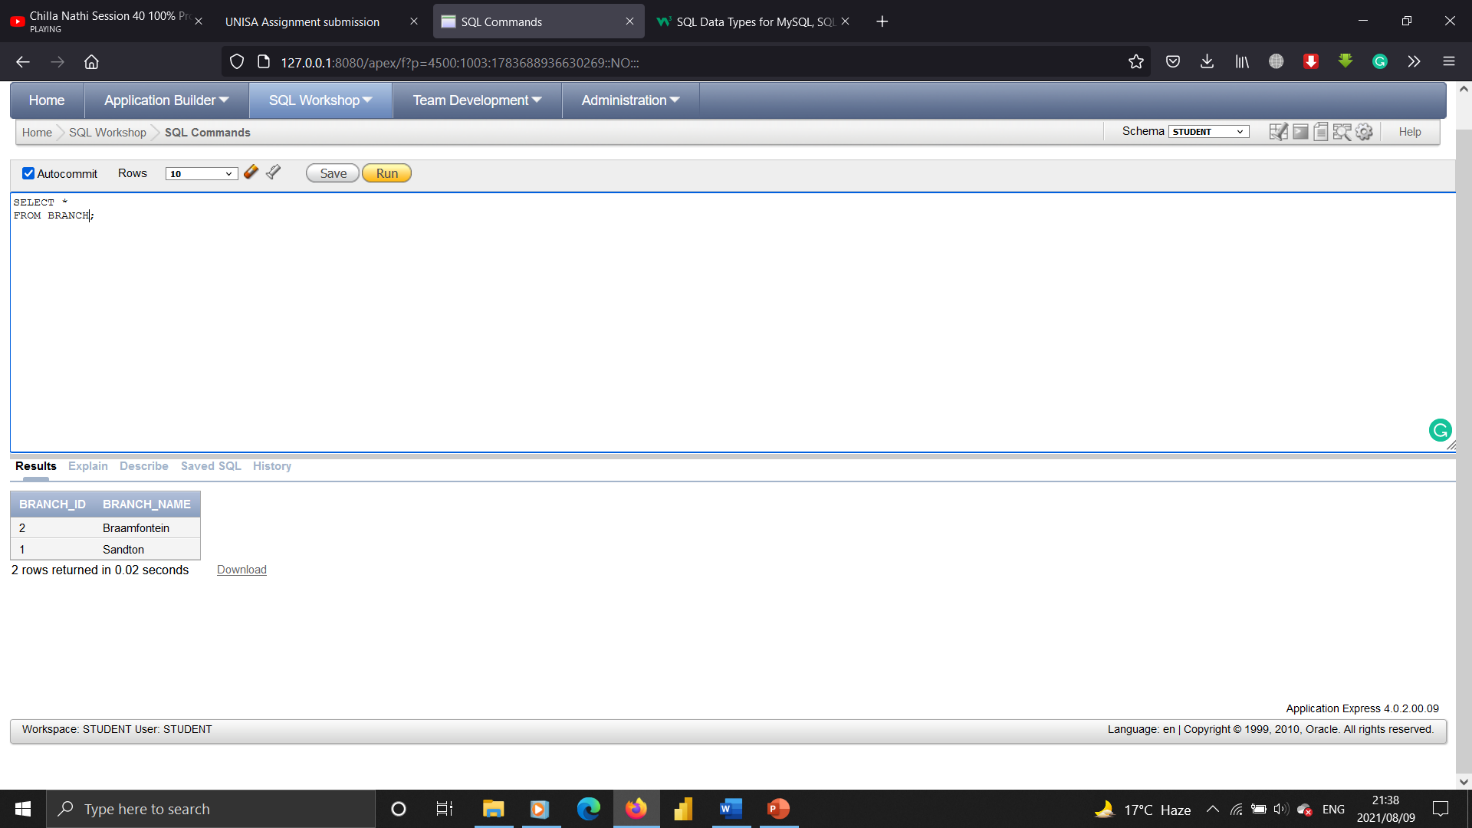 Chilla Nathi Session 40 100% Pr
PLAYING
UNISA Assignment submission
SQL Commands
SQL Data Types for MySQL, SQL
127.0.0.1:8080/apex/f?p=4500:1003:1783688936630269::NO:::
Home
Application Builder
SQL Workshop
Team Development
Administration
Home
SQL Workshop
SQL Commands
Schema
STUDENT
Help
Autocommit
Rows
10
Save
Run
SELECT *
FROM BRANCH;
Results
Explain
Describe
Saved SQL
History
BRANCH_ID BRANCH_NAME
2 Braamfontein
1 Sandton
2 rows returned in 0.02 seconds
Download
Application Express 4.0.2.00.09
Workspace: STUDENT User: STUDENT
Language: en | Copyright © 1999, 2010, Oracle. All rights reserved.
Type here to search
17°C Haze
ENG
21:38
2021/08/09